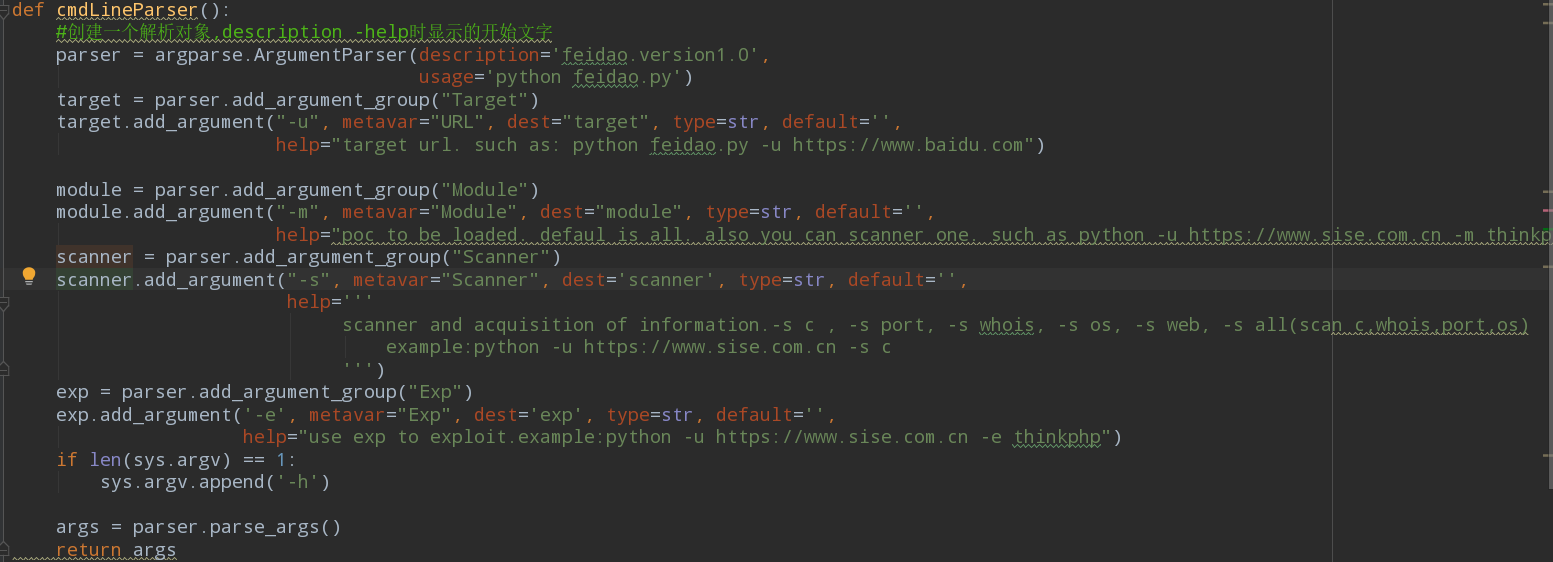 def cmdLineParser():
#创建一个解析对象,description -help时显示的开始文字
parser = argparse.ArgumentParser(description='feidao.version1.0',
usage='python feidao.py')
target = parser.add_argument_group("Target")
target.add_argument("-u", metavar="URL", dest="target", type=str, default='',
help="target url. such as: python feidao.py -u https://www.baidu.com")
module = parser.add_argument_group("Module")
module.add_argument("-m", metavar="Module", dest="module", type=str, default='',
help="poc to be loaded. defaul is all. also you can scanner one. such as python -u https://www.sise.com.cn -m thinkp
scanner = parser.add_argument_group("Scanner")
scanner.add_argument("-s", metavar="Scanner", dest='scanner', type=str, default='',
help='''
scanner and acquisition of information.-s c , -s port, -s whois, -s os, -s web, -s all(scan c,whois,port,os)
example:python -u https://www.sise.com.cn -s c
''')
exp = parser.add_argument_group("Exp")
exp.add_argument('-e', metavar="Exp", dest='exp', type=str, default='',
help="use exp to exploit.example:python -u https://www.sise.com.cn -e thinkphp")
if len(sys.argv) == 1:
sys.argv.append('-h')
args = parser.parse_args()
return args